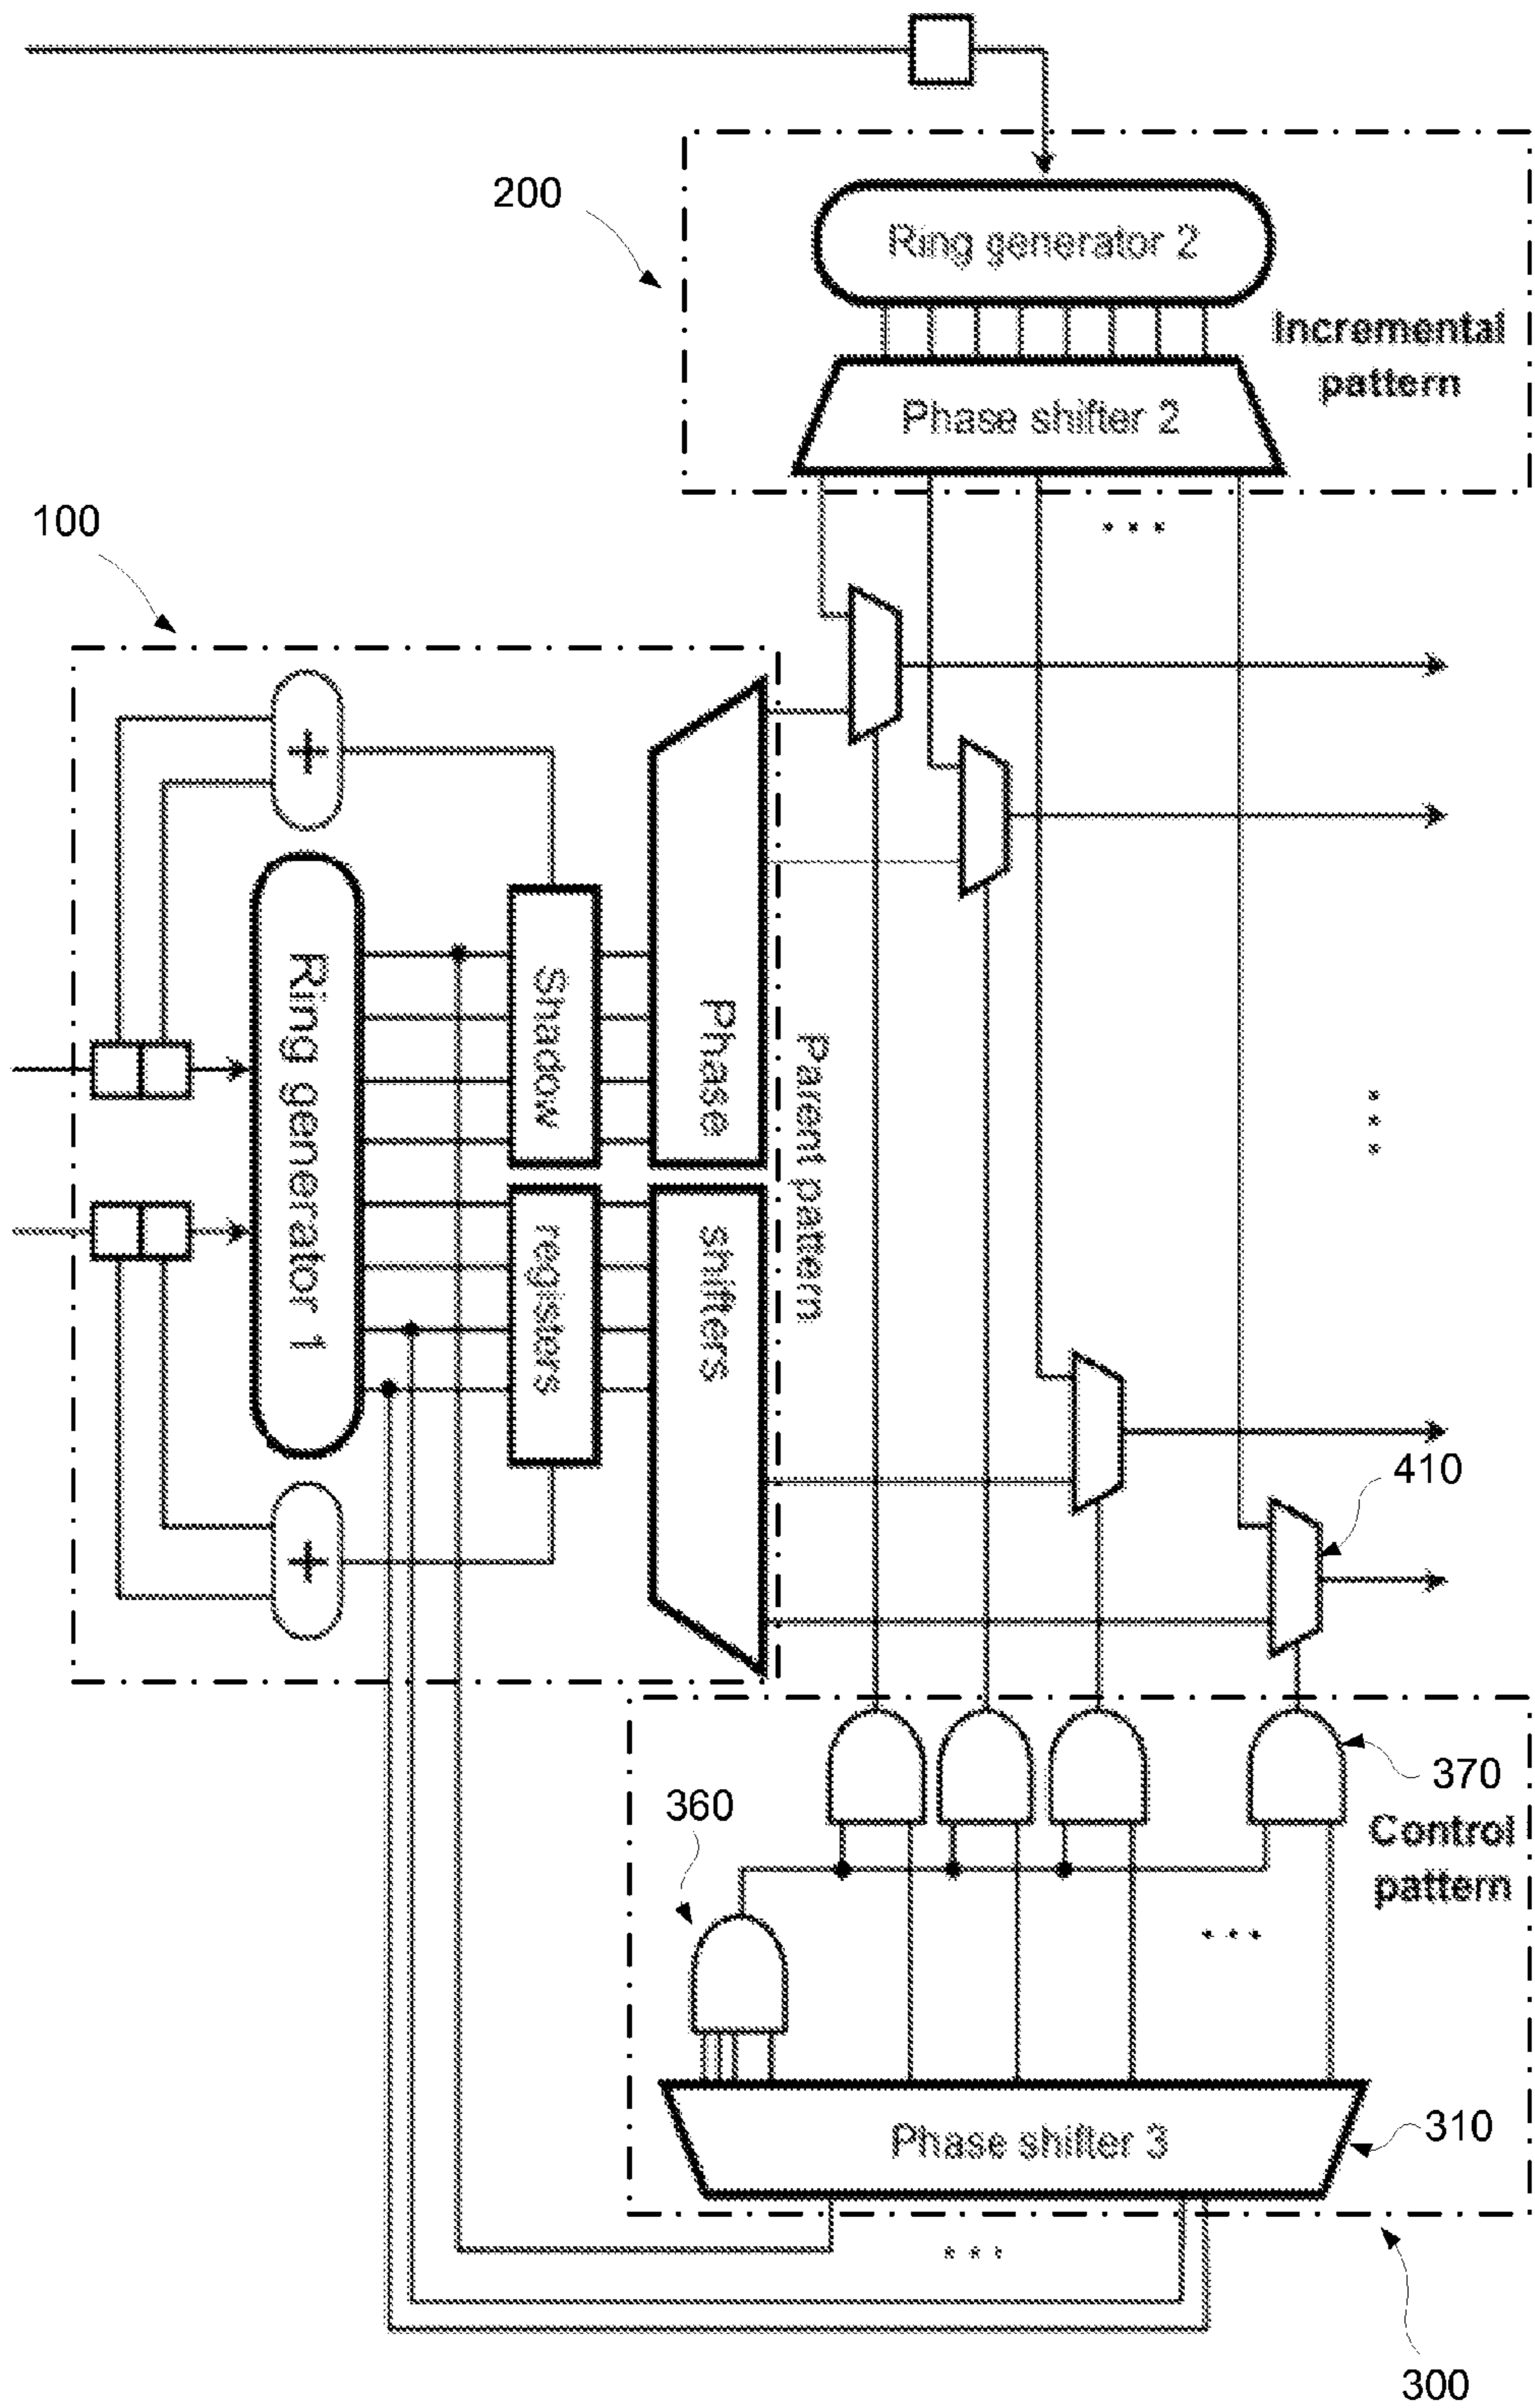 200
Ring generator 2
Incremental
pattern
Phase shifter 2
. . .
100
+
Ring generator 1
Shadow
registers
Phase
shifters
Parent pattern
. . .
+
410
370
360
Control
pattern
. . .
Phase shifter 3
310
. . .
300